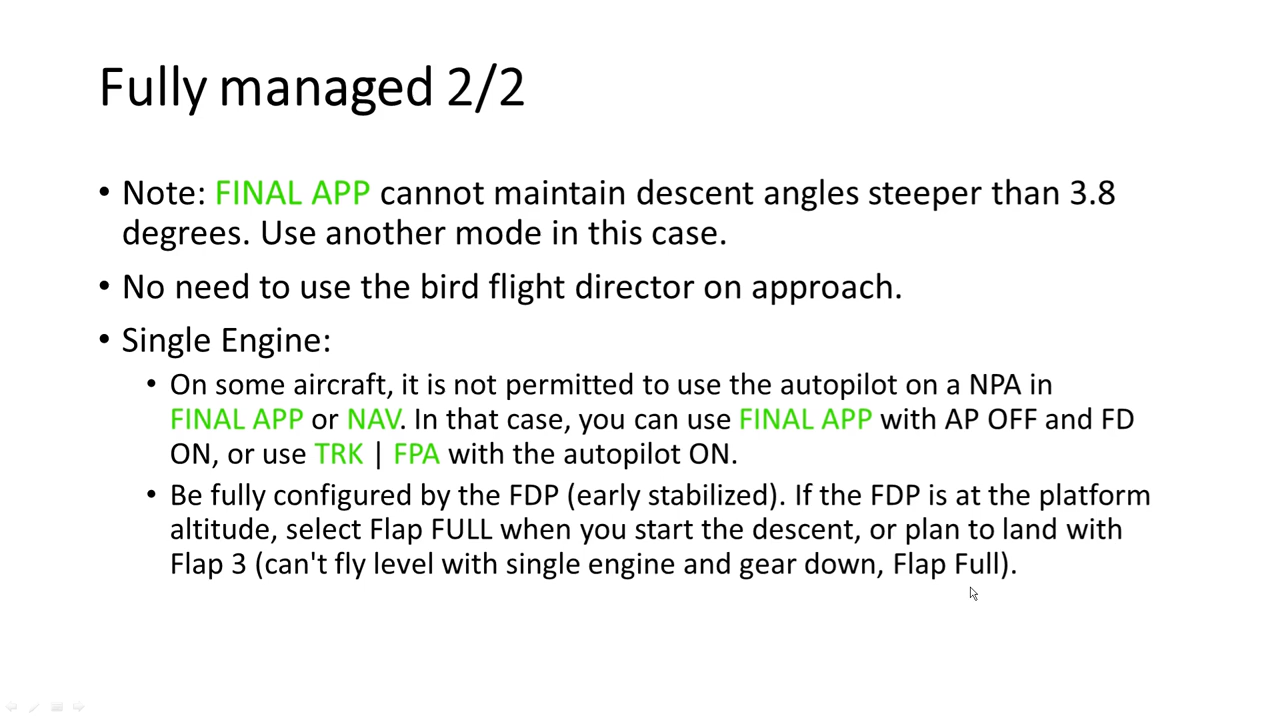 Fully managed 2/2
• Note: FINAL APP cannot maintain descent angles steeper than 3.8
degrees. Use another mode in this case.
• No need to use the bird flight director on approach.
• Single Engine:
• On some aircraft, it is not permitted to use the autopilot on a NPA in
FINAL APP or NAV. In that case, you can use FINAL APP with AP OFF and FD
ON, or use TRK | FPA with the autopilot ON.
• Be fully configured by the FDP (early stabilized). If the FDP is at the platform
altitude, select Flap FULL when you start the descent, or plan to land with
Flap 3 (can't fly level with single engine and gear down, Flap Full).